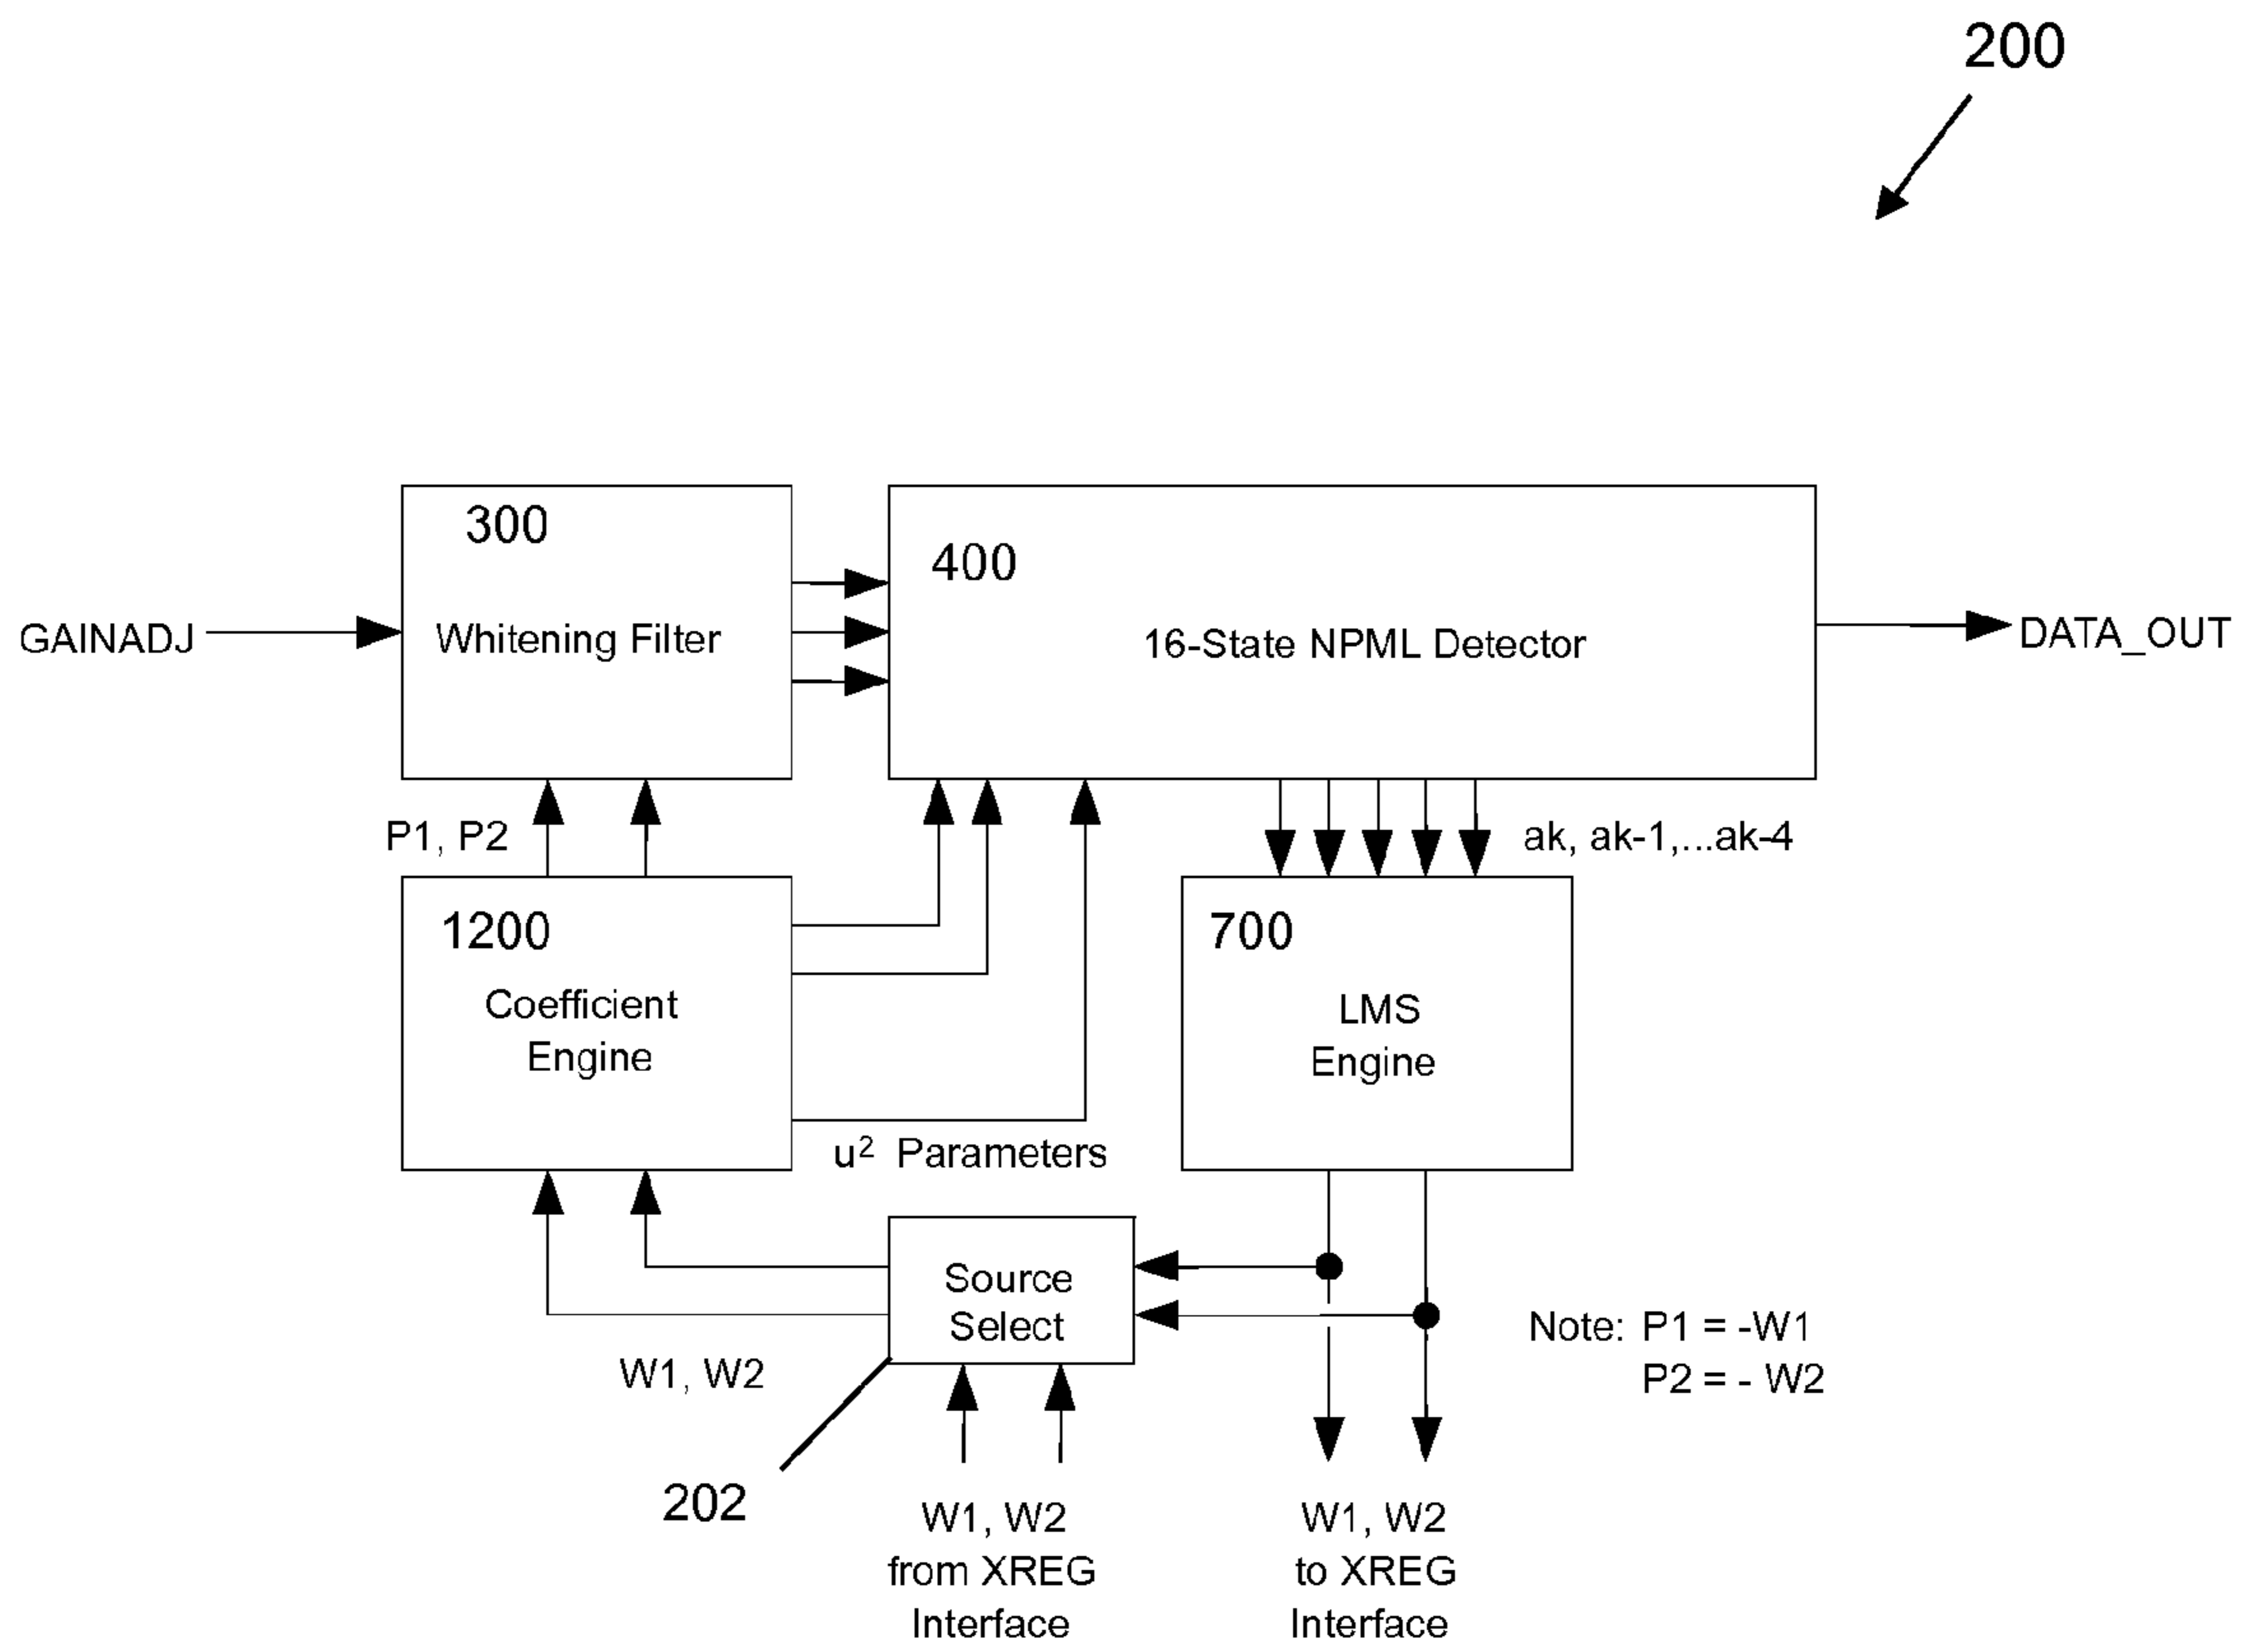 200
300
Whitening Filter
400
16-State NPML Detector
GAINADJ
DATA_OUT
P1, P2
ak, ak-1,...ak-4
1200
Coefficient
Engine
700
LMS
Engine
u² Parameters
Source
Select
W1, W2
202
Note: P1 = -W1
P2 = - W2
W1, W2
from XREG
Interface
W1, W2
to XREG
Interface